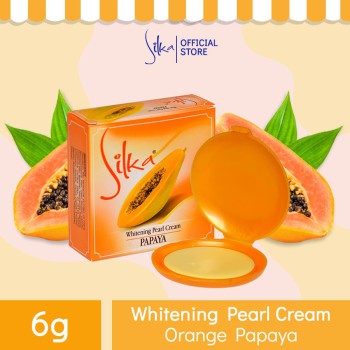 Silka
OFFICIAL
STORE
Silka
Whitening Pearl Cream
PAPAYA
6g
Whitening Pearl Cream
Orange Papaya